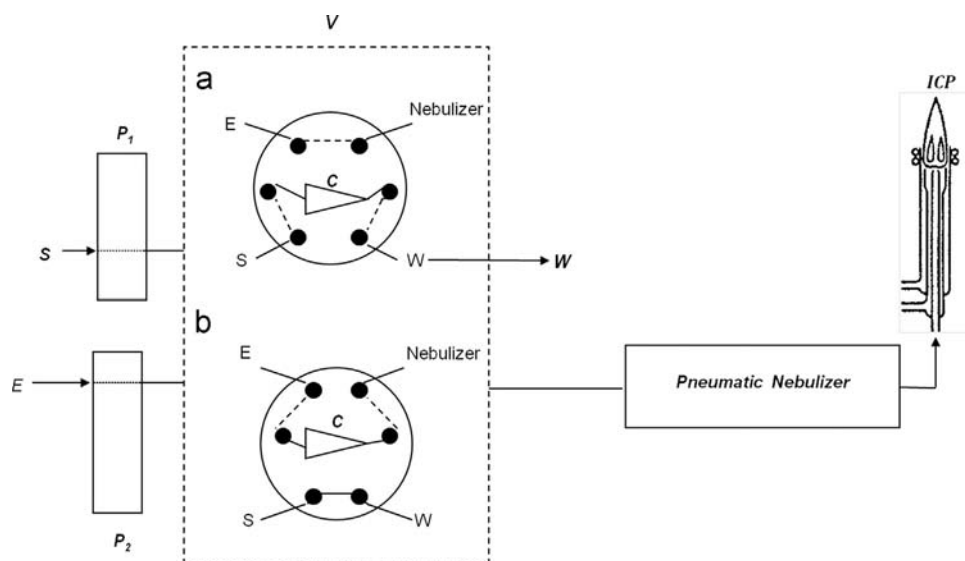 V
a
ICP
E
Nebulizer
P1
C
S
S
W
W
b
E
Nebulizer
E
C
Pneumatic Nebulizer
S
W
P2